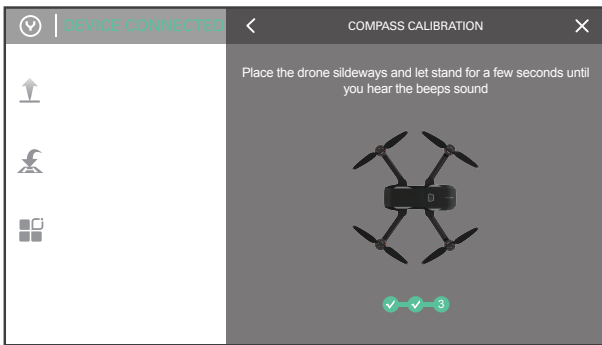 DEVICE CONNECTED
COMPASS CALIBRATION
Place the drone sildeways and let stand for a few seconds until
you hear the beeps sound
3